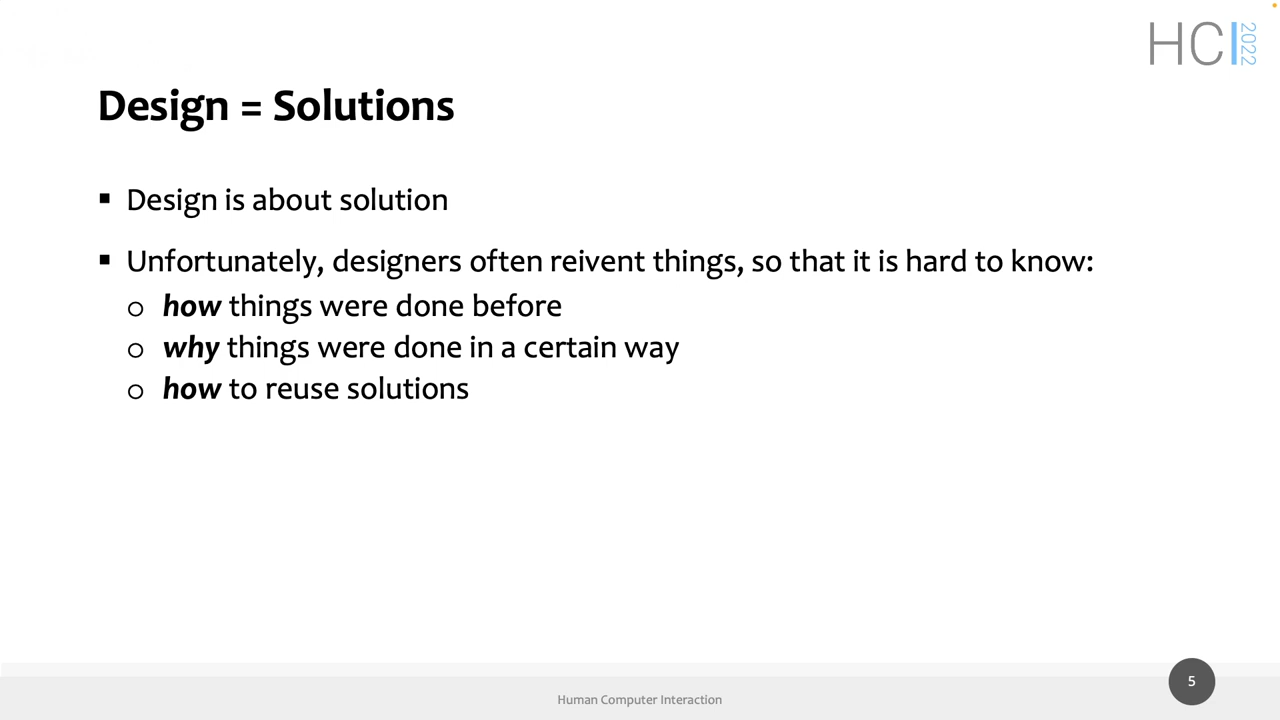 HCI 2022
Design = Solutions
▪ Design is about solution
▪ Unfortunately, designers often reivent things, so that it is hard to know:
o how things were done before
o why things were done in a certain way
o how to reuse solutions
Human Computer Interaction
5